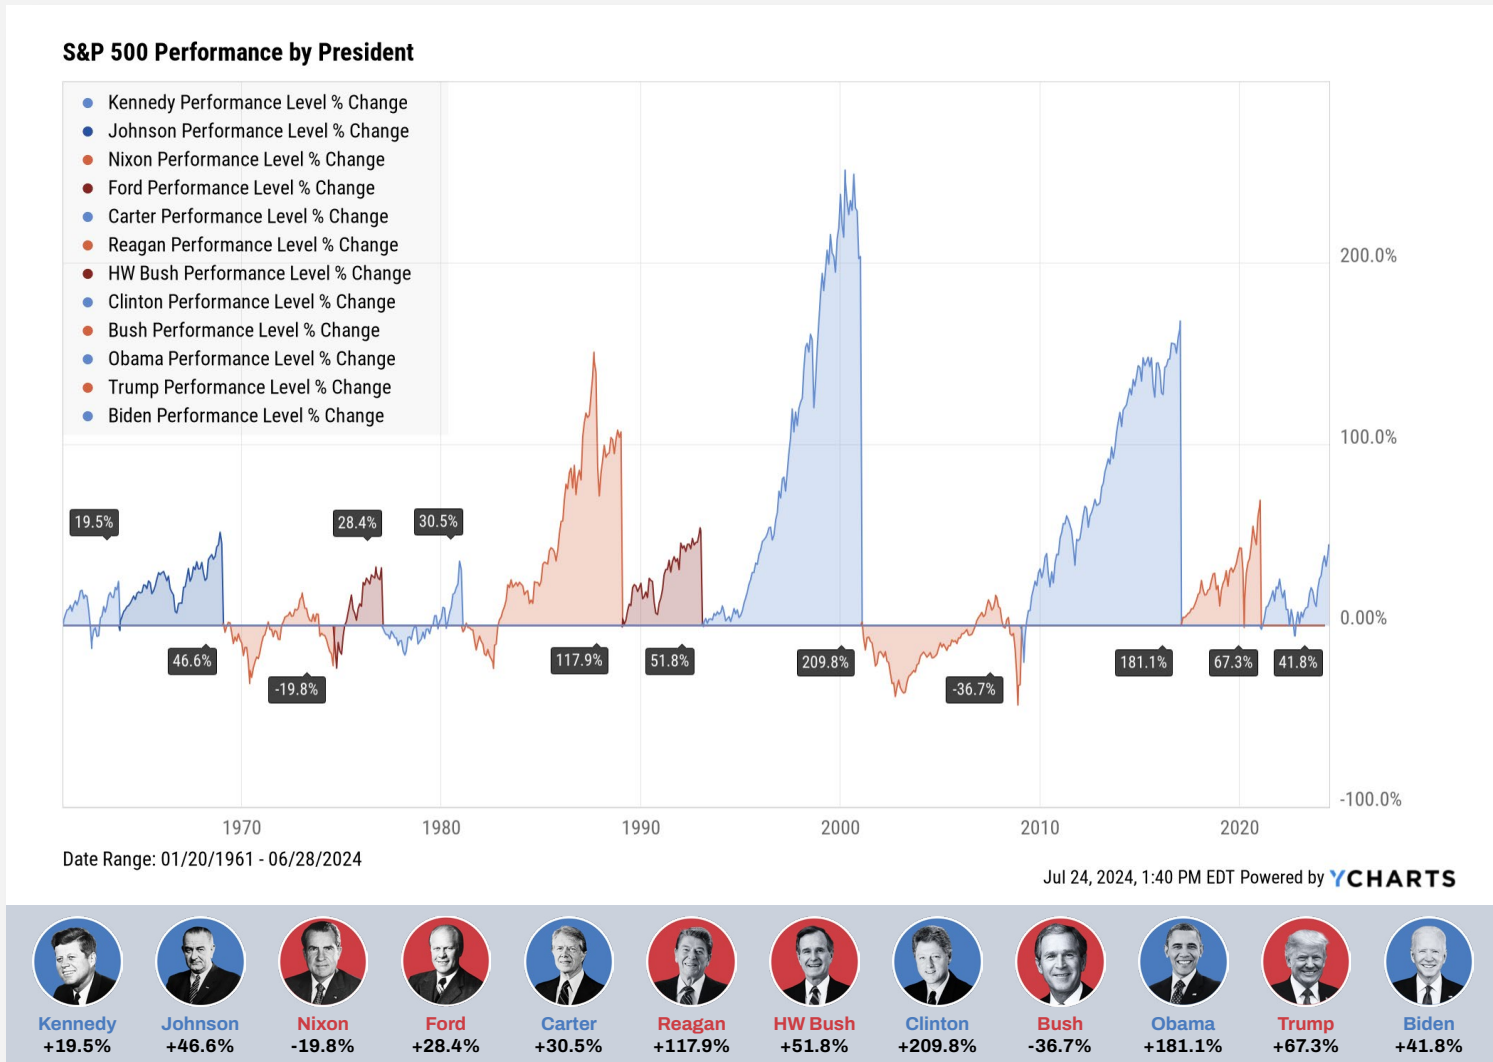 S&P 500 Performance by President
Kennedy Performance Level % Change
Johnson Performance Level % Change
Nixon Performance Level % Change
Ford Performance Level % Change
Carter Performance Level % Change
Reagan Performance Level % Change
HW Bush Performance Level % Change
Clinton Performance Level % Change
Bush Performance Level % Change
Obama Performance Level % Change
Trump Performance Level % Change
Biden Performance Level % Change
200.0%
100.0%
0.00%
-100.0%
19.5%
46.6%
-19.8%
28.4%
30.5%
117.9%
51.8%
209.8%
-36.7%
181.1%
67.3%
41.8%
1970 1980 1990 2000 2010 2020
Date Range: 01/20/1961 - 06/28/2024
Jul 24, 2024, 1:40 PM EDT Powered by YCHARTS
Kennedy Johnson Nixon Ford Carter Reagan HW Bush Clinton Bush Obama Trump Biden
+19.5% +46.6% -19.8% +28.4% +30.5% +117.9% +51.8% +209.8% -36.7% +181.1% +67.3% +41.8%